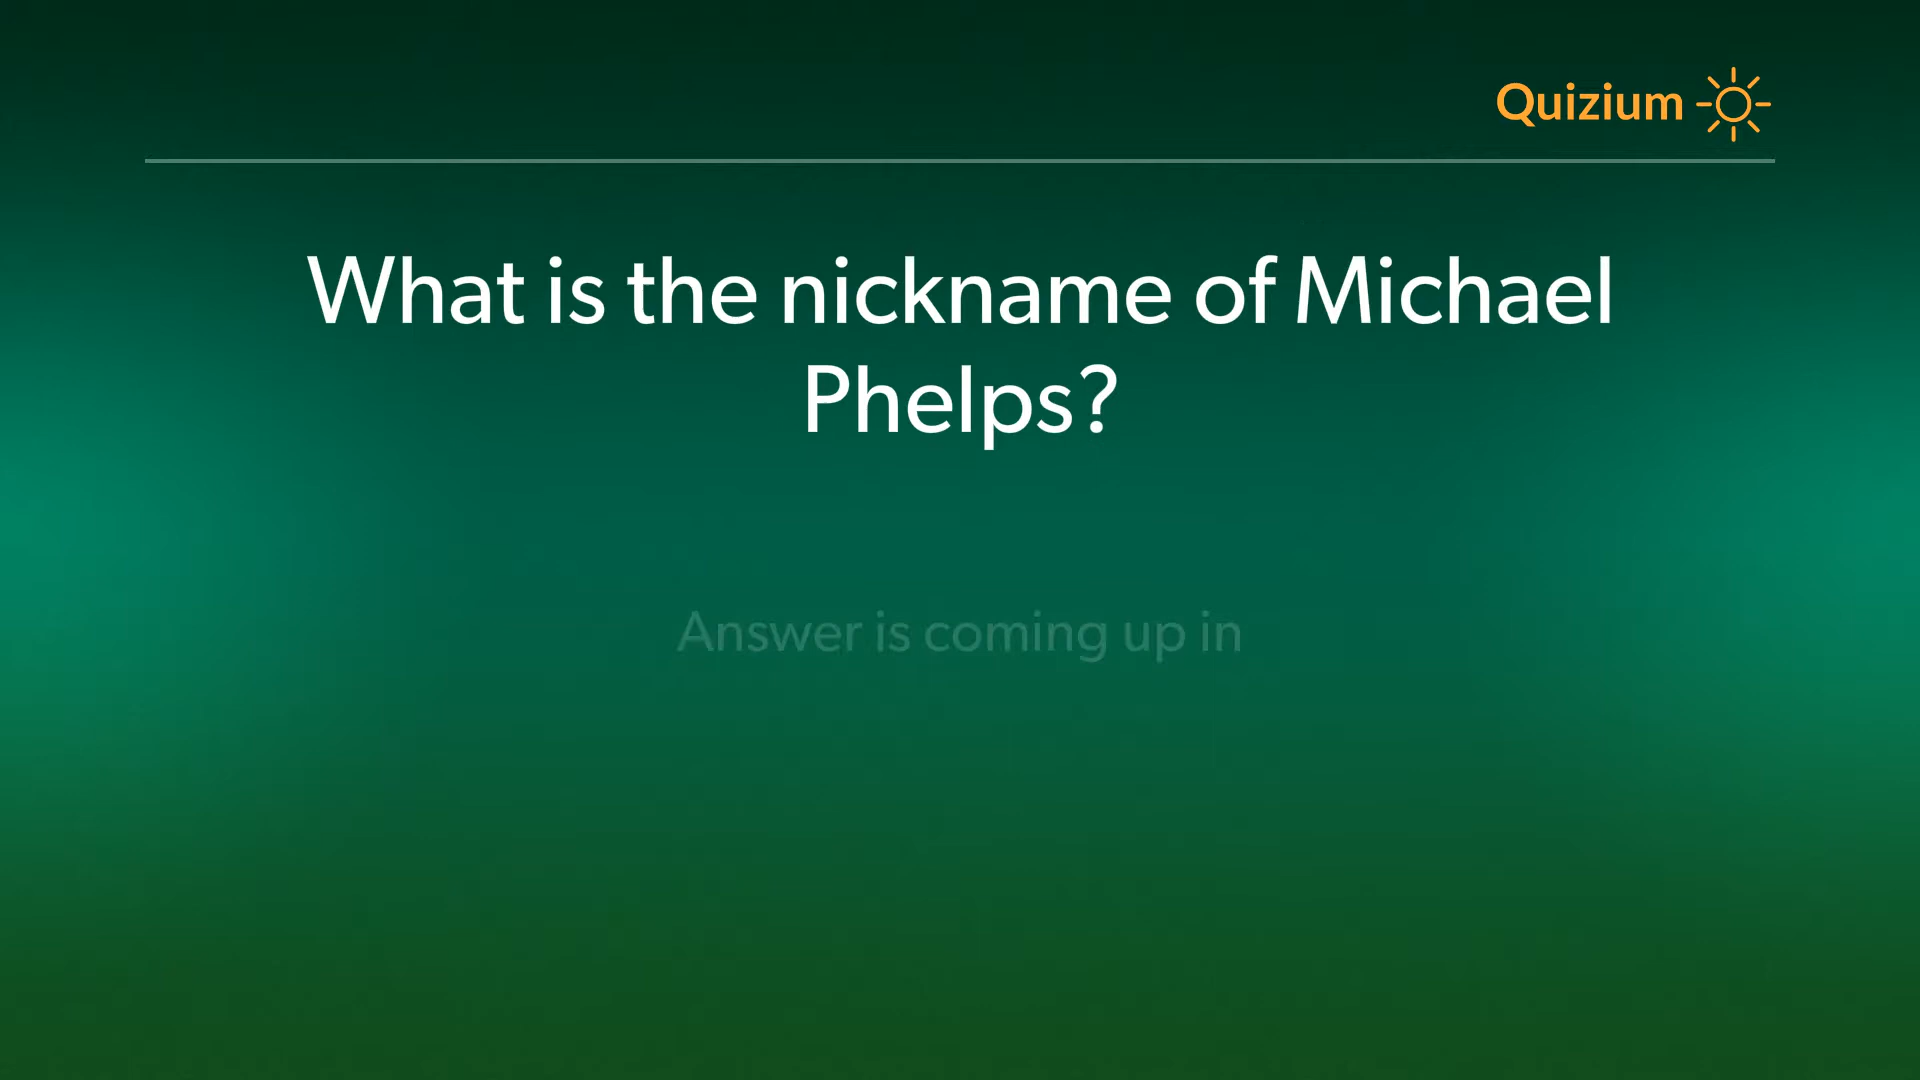 Quizium
What is the nickname of Michael
Phelps?
Answer is coming up in